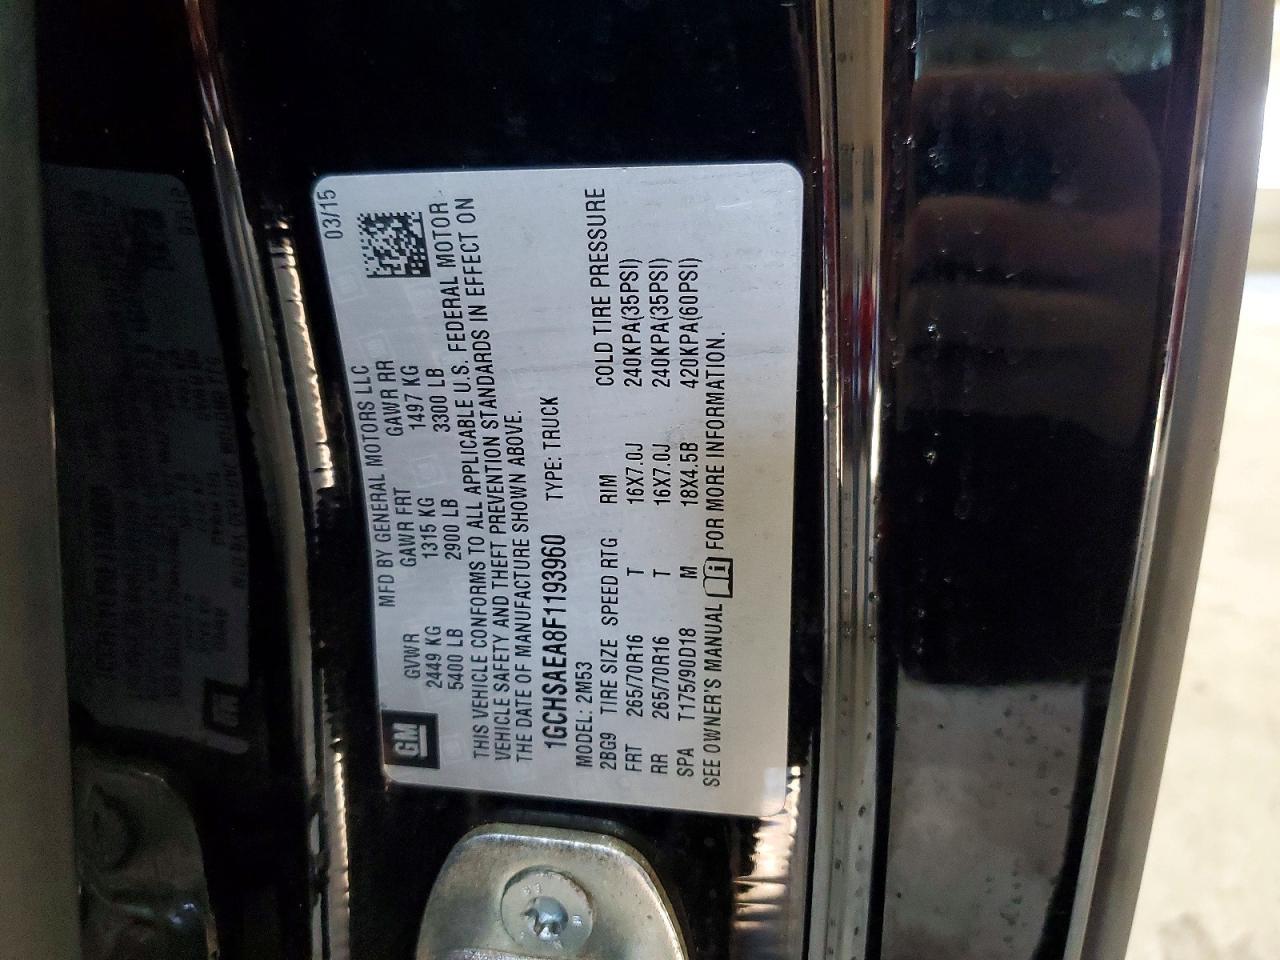 03/15
MFD BY GENERAL MOTORS LLC
GM
GVWR GAWR FRT GAWR RR
2449 KG 1315 KG 1497 KG
5400 LB 2900 LB 3300 LB
THIS VEHICLE CONFORMS TO ALL APPLICABLE U.S. FEDERAL MOTOR
VEHICLE SAFETY AND THEFT PREVENTION STANDARDS IN EFFECT ON
THE DATE OF MANUFACTURE SHOWN ABOVE.
1GCHSAEA8F1193960 TYPE: TRUCK
MODEL: 2M53
2BG9 TIRE SIZE SPEED RTG RIM COLD TIRE PRESSURE
FRT 265/70R16 T 16X7.0J 240KPA(35PSI)
RR 265/70R16 T 16X7.0J 240KPA(35PSI)
SPA T175/90D18 M 18X4.5B 420KPA(60PSI)
SEE OWNER'S MANUAL FOR MORE INFORMATION.